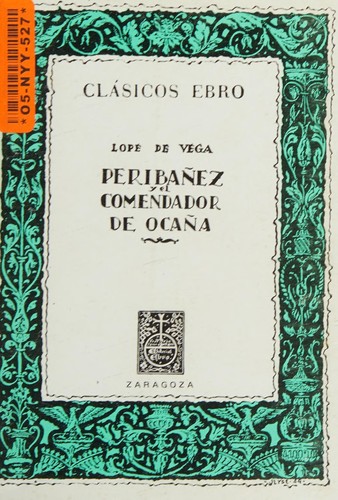 *05-NYY-527*
CLÁSICOS EBRO
LOPE DE VEGA
PERIBAÑEZ
y el
COMENDADOR
DE OCAÑA
ZARAGOZA